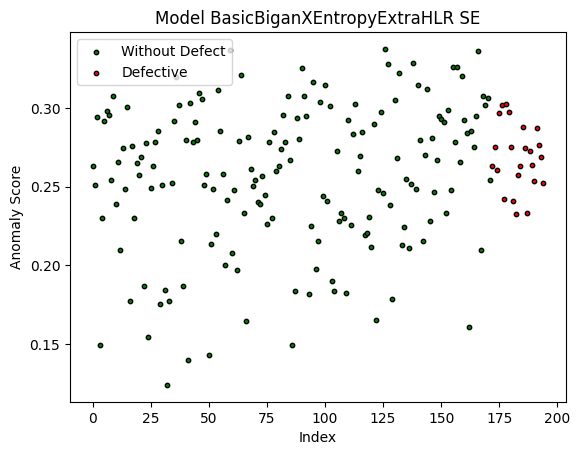 Model BasicBiganXEntropyExtraHLR SE
Without Defect
Defective
Anomaly Score
0.30
0.25
0.20
0.15
0
25
50
75
100
125
150
175
200
Index